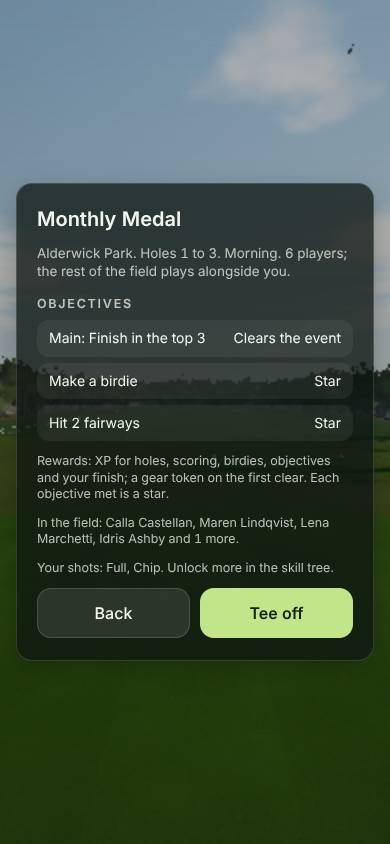 Monthly Medal
Alderwick Park. Holes 1 to 3. Morning. 6 players;
the rest of the field plays alongside you.
OBJECTIVES
Main: Finish in the top 3 Clears the event
Make a birdie Star
Hit 2 fairways Star
Rewards: XP for holes, scoring, birdies, objectives
and your finish; a gear token on the first clear. Each
objective met is a star.
In the field: Calla Castellan, Maren Lindqvist, Lena
Marchetti, Idris Ashby and 1 more.
Your shots: Full, Chip. Unlock more in the skill tree.
Back Tee off